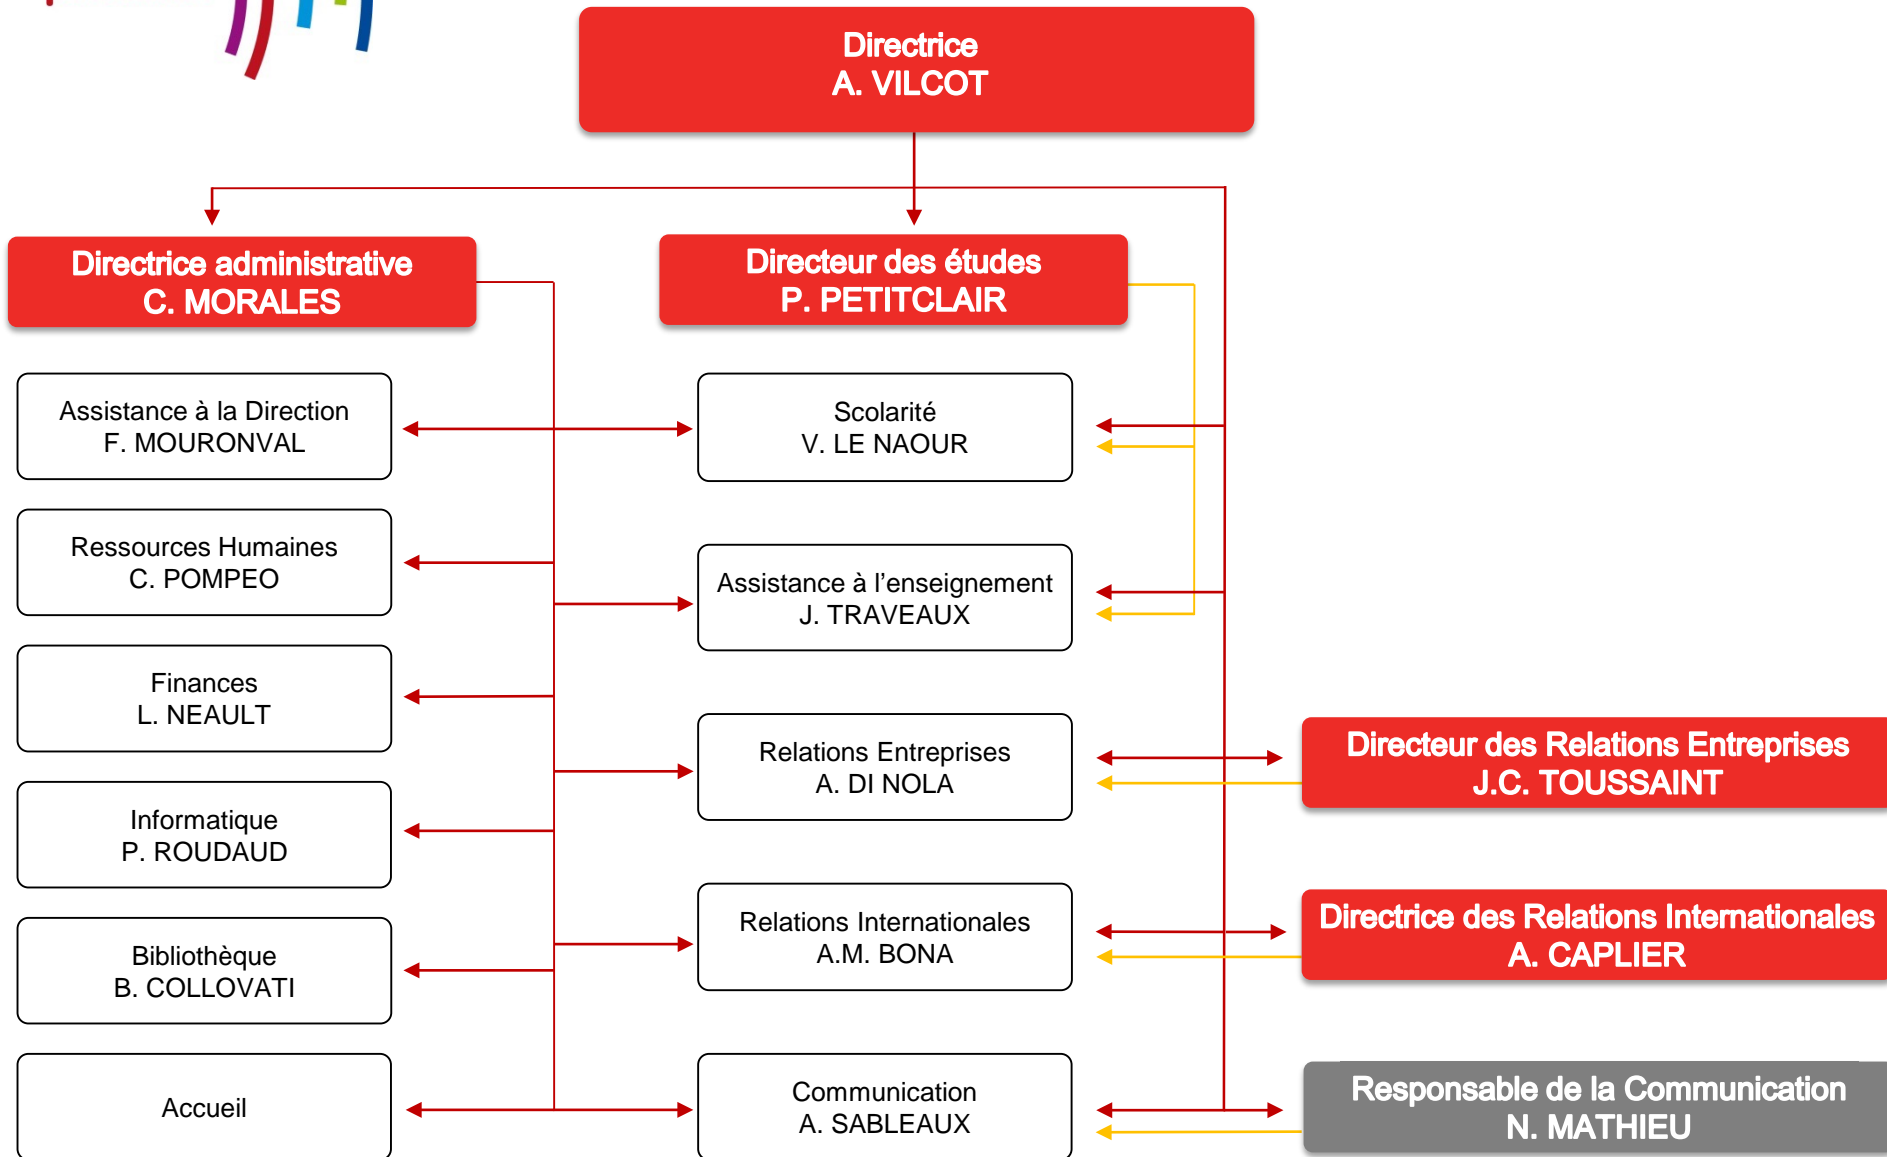 Directrice
A. VILCOT
Directrice administrative
C. MORALES
Directeur des études
P. PETITCLAIR
Assistance à la Direction
F. MOURONVAL
Scolarité
V. LE NAOUR
Ressources Humaines
C. POMPEO
Assistance à l’enseignement
J. TRAVEAUX
Finances
L. NEAULT
Relations Entreprises
A. DI NOLA
Directeur des Relations Entreprises
J.C. TOUSSAINT
Informatique
P. ROUDAUD
Relations Internationales
A.M. BONA
Directrice des Relations Internationales
A. CAPLIER
Bibliothèque
B. COLLOVATI
Accueil
Communication
A. SABLEAUX
Responsable de la Communication
N. MATHIEU